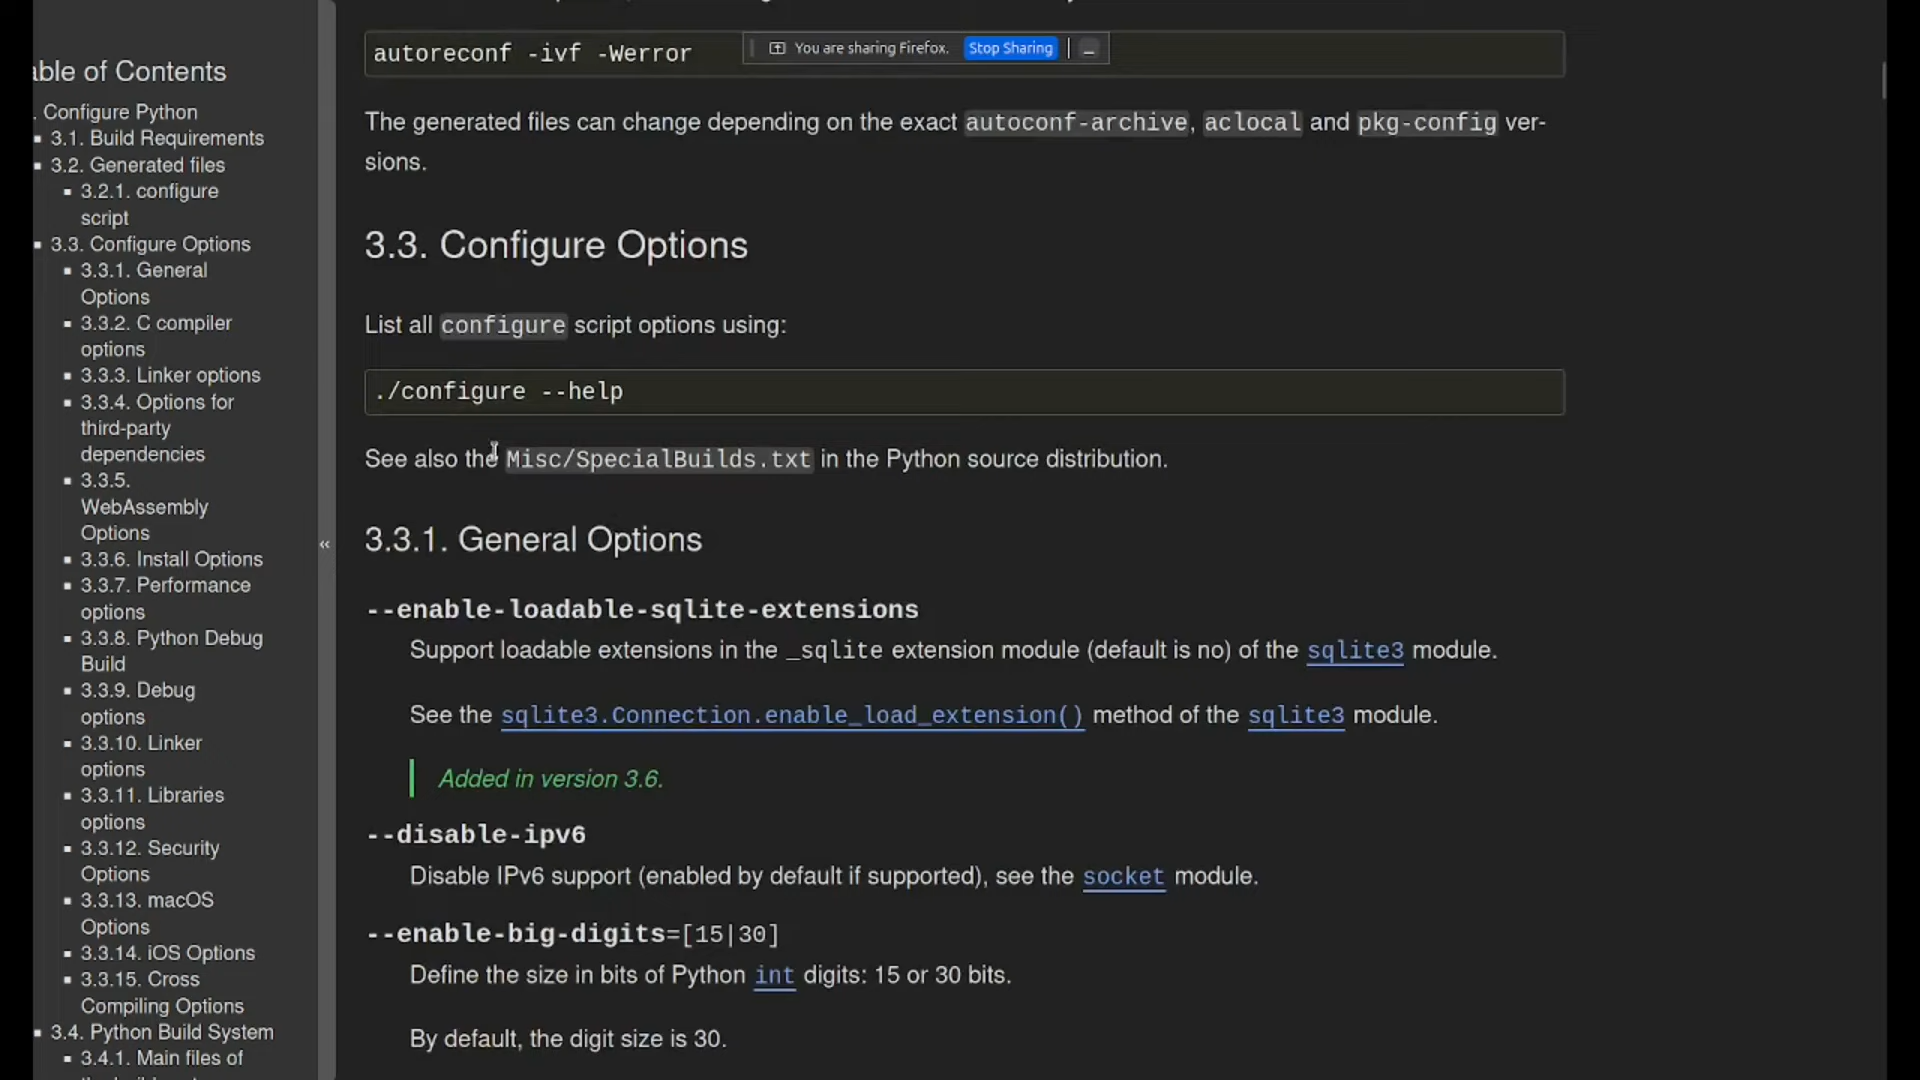 able of Contents
. Configure Python
▪ 3.1. Build Requirements
▪ 3.2. Generated files
▪ 3.2.1. configure
script
▪ 3.3. Configure Options
▪ 3.3.1. General
Options
▪ 3.3.2. C compiler
options
▪ 3.3.3. Linker options
▪ 3.3.4. Options for
third-party
dependencies
▪ 3.3.5.
WebAssembly
Options
▪ 3.3.6. Install Options
▪ 3.3.7. Performance
options
▪ 3.3.8. Python Debug
Build
▪ 3.3.9. Debug
options
▪ 3.3.10. Linker
options
▪ 3.3.11. Libraries
options
▪ 3.3.12. Security
Options
▪ 3.3.13. macOS
Options
▪ 3.3.14. iOS Options
▪ 3.3.15. Cross
Compiling Options
▪ 3.4. Python Build System
▪ 3.4.1. Main files of
«
autoreconf -ivf -Werror
You are sharing Firefox. Stop Sharing
The generated files can change depending on the exact autoconf-archive, aclocal and pkg-config ver-
sions.
3.3. Configure Options
List all configure script options using:
./configure --help
See also the Misc/SpecialBuilds.txt in the Python source distribution.
3.3.1. General Options
--enable-loadable-sqlite-extensions
Support loadable extensions in the _sqlite extension module (default is no) of the sqlite3 module.
See the sqlite3.Connection.enable_load_extension() method of the sqlite3 module.
Added in version 3.6.
--disable-ipv6
Disable IPv6 support (enabled by default if supported), see the socket module.
--enable-big-digits=[15|30]
Define the size in bits of Python int digits: 15 or 30 bits.
By default, the digit size is 30.